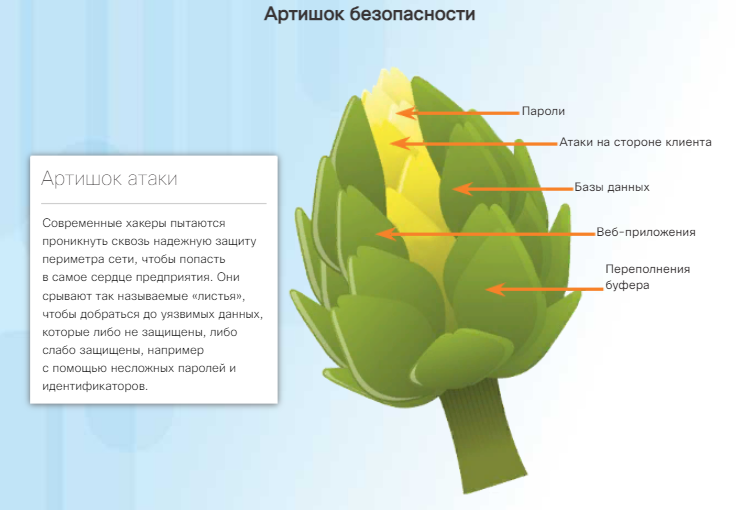 Артишок безопасности
Пароли
Атаки на стороне клиента
Артишок атаки
Базы данных
Современные хакеры пытаются
проникнуть сквозь надежную защиту
периметра сети, чтобы попасть
в самое сердце предприятия. Они
срывают так называемые «листья»,
чтобы добраться до уязвимых данных,
которые либо не защищены, либо
слабо защищены, например
с помощью несложных паролей и
идентификаторов.
Веб-приложения
Переполнения
буфера